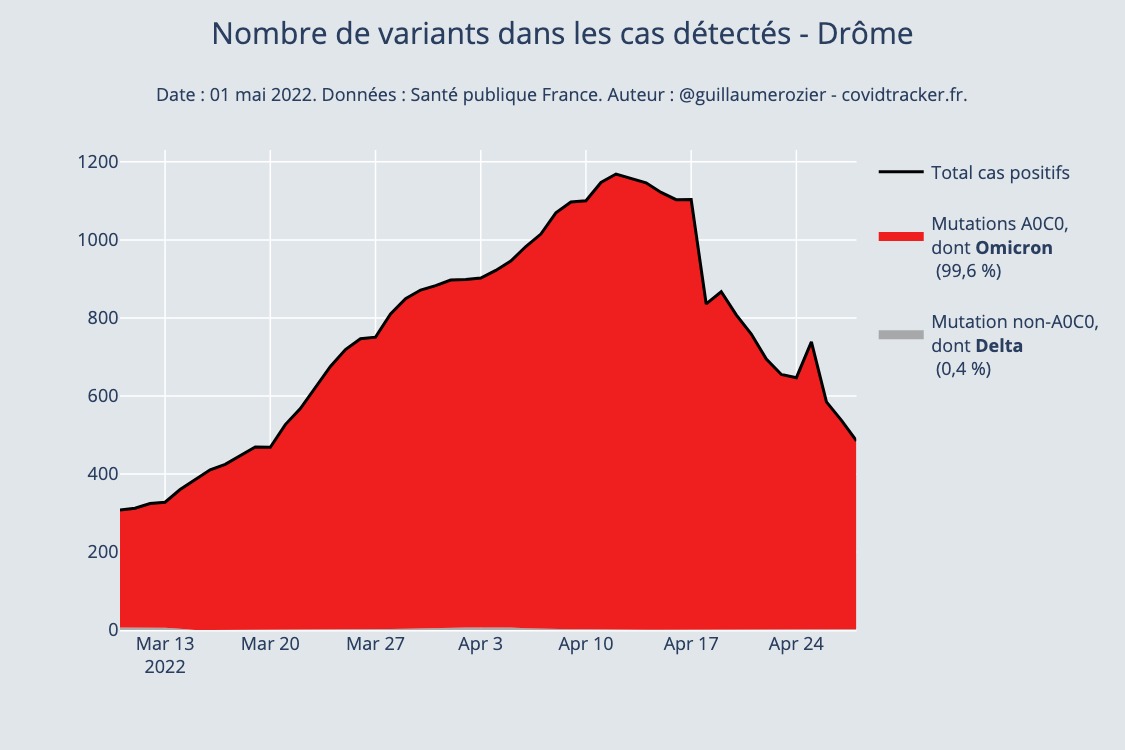 Nombre de variants dans les cas détectés - Drôme
Date : 01 mai 2022. Données : Santé publique France. Auteur : @guillaumerozier - covidtracker.fr.
1200
1000
800
600
400
200
0
Mar 13
2022
Mar 20
Mar 27
Apr 3
Apr 10
Apr 17
Apr 24
Total cas positifs
Mutations A0C0,
dont Omicron
(99,6 %)
Mutation non-A0C0,
dont Delta
(0,4 %)